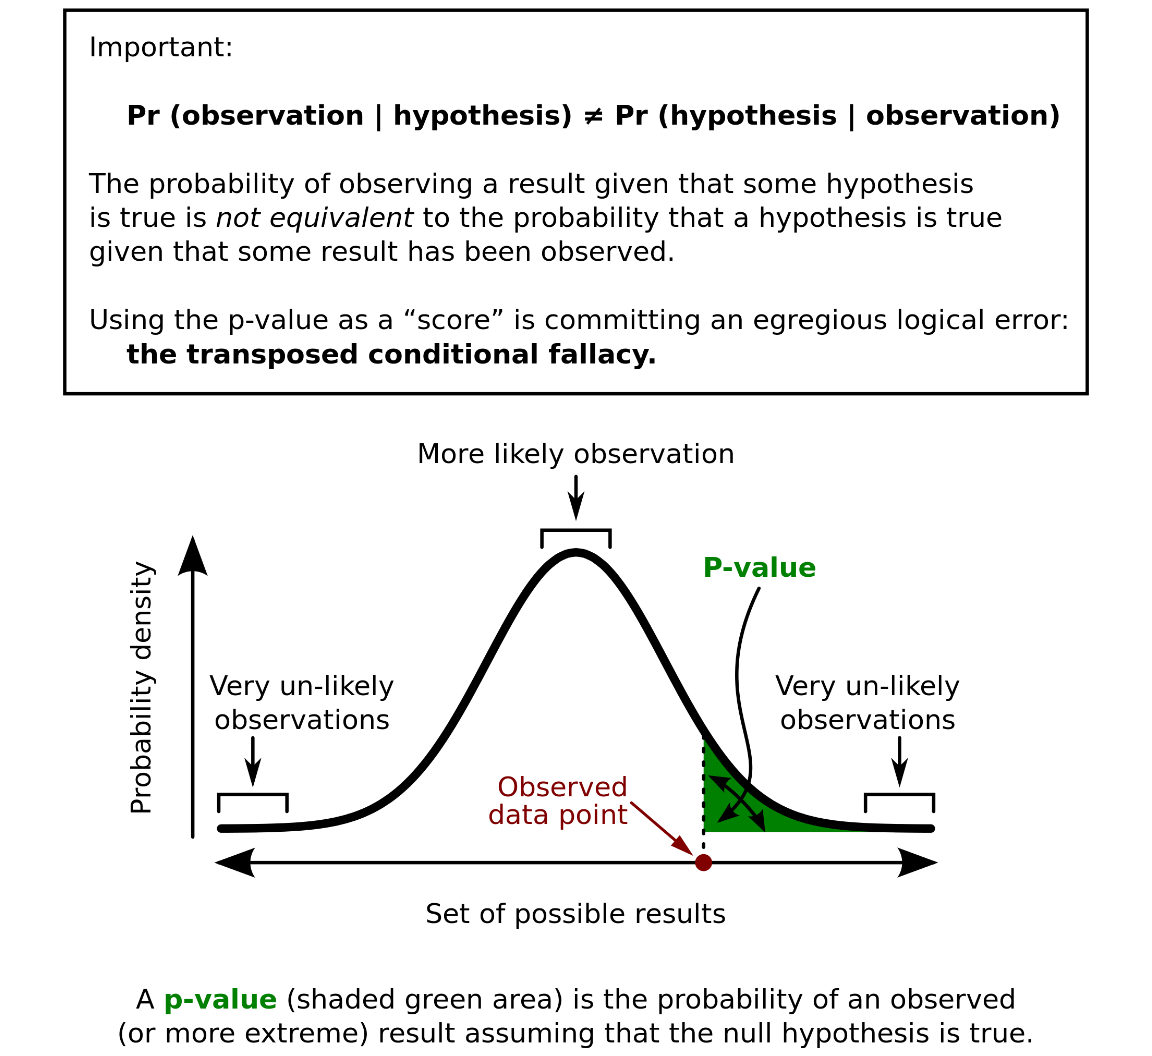 Important:
Pr (observation | hypothesis) ≠ Pr (hypothesis | observation)
The probability of observing a result given that some hypothesis
is true is not equivalent to the probability that a hypothesis is true
given that some result has been observed.
Using the p-value as a “score” is committing an egregious logical error:
the transposed conditional fallacy.
More likely observation
P-value
Probability density
Very un-likely
observations
Very un-likely
observations
Observed
data point
Set of possible results
A p-value (shaded green area) is the probability of an observed
(or more extreme) result assuming that the null hypothesis is true.